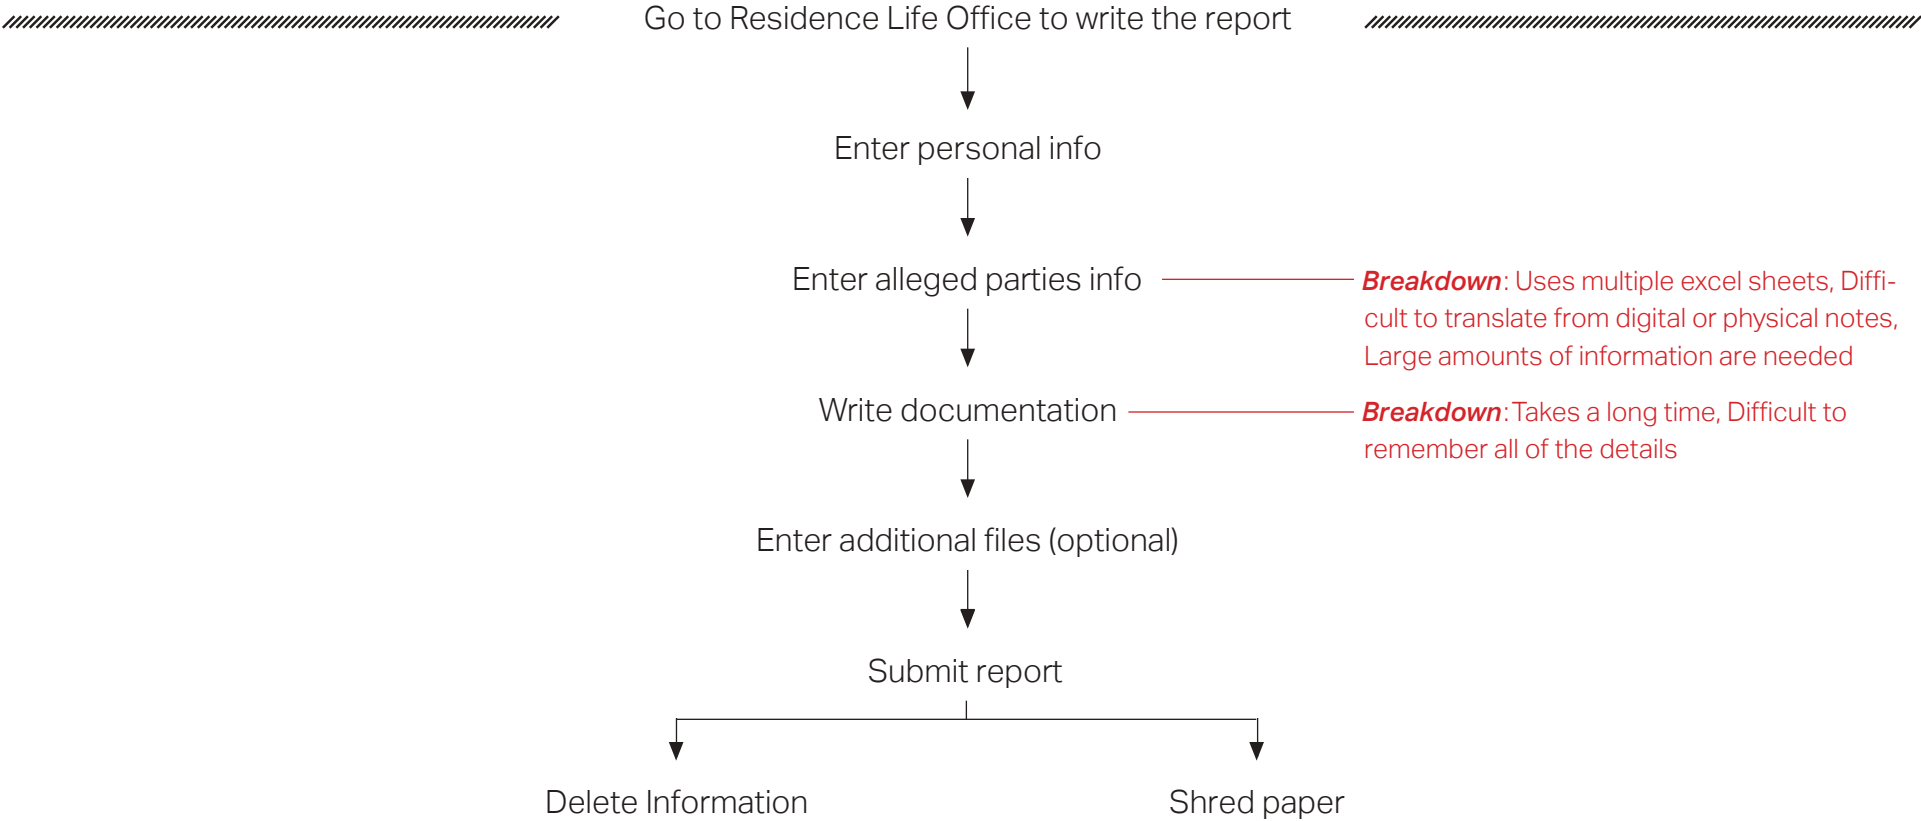 Go to Residence Life Office to write the report
Enter personal info
Enter alleged parties info
Breakdown: Uses multiple excel sheets, Diffi-
cult to translate from digital or physical notes,
Large amounts of information are needed
Write documentation
Breakdown: Takes a long time, Difficult to
remember all of the details
Enter additional files (optional)
Submit report
Delete Information
Shred paper